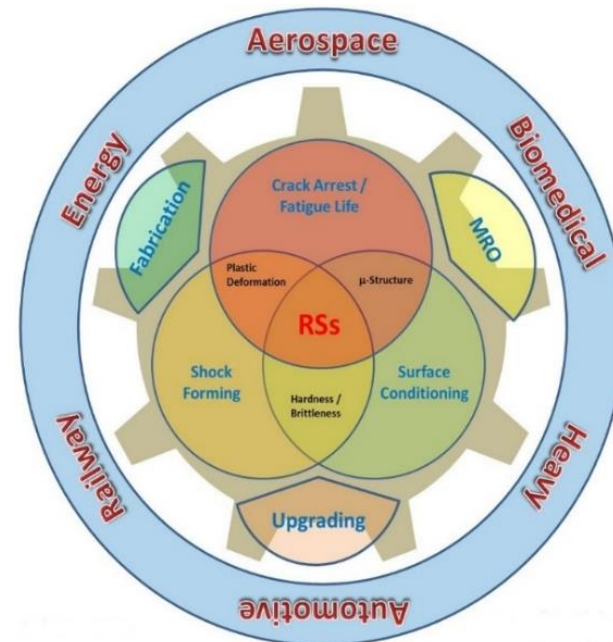 Aerospace
Energy
Biomedical
Crack Arrest /
Fatigue Life
Fabrication
MRO
Plastic
Deformation
μ-Structure
RSs
Shock
Forming
Surface
Conditioning
Hardness /
Brittleness
Railway
Heavy
Upgrading
Automotive